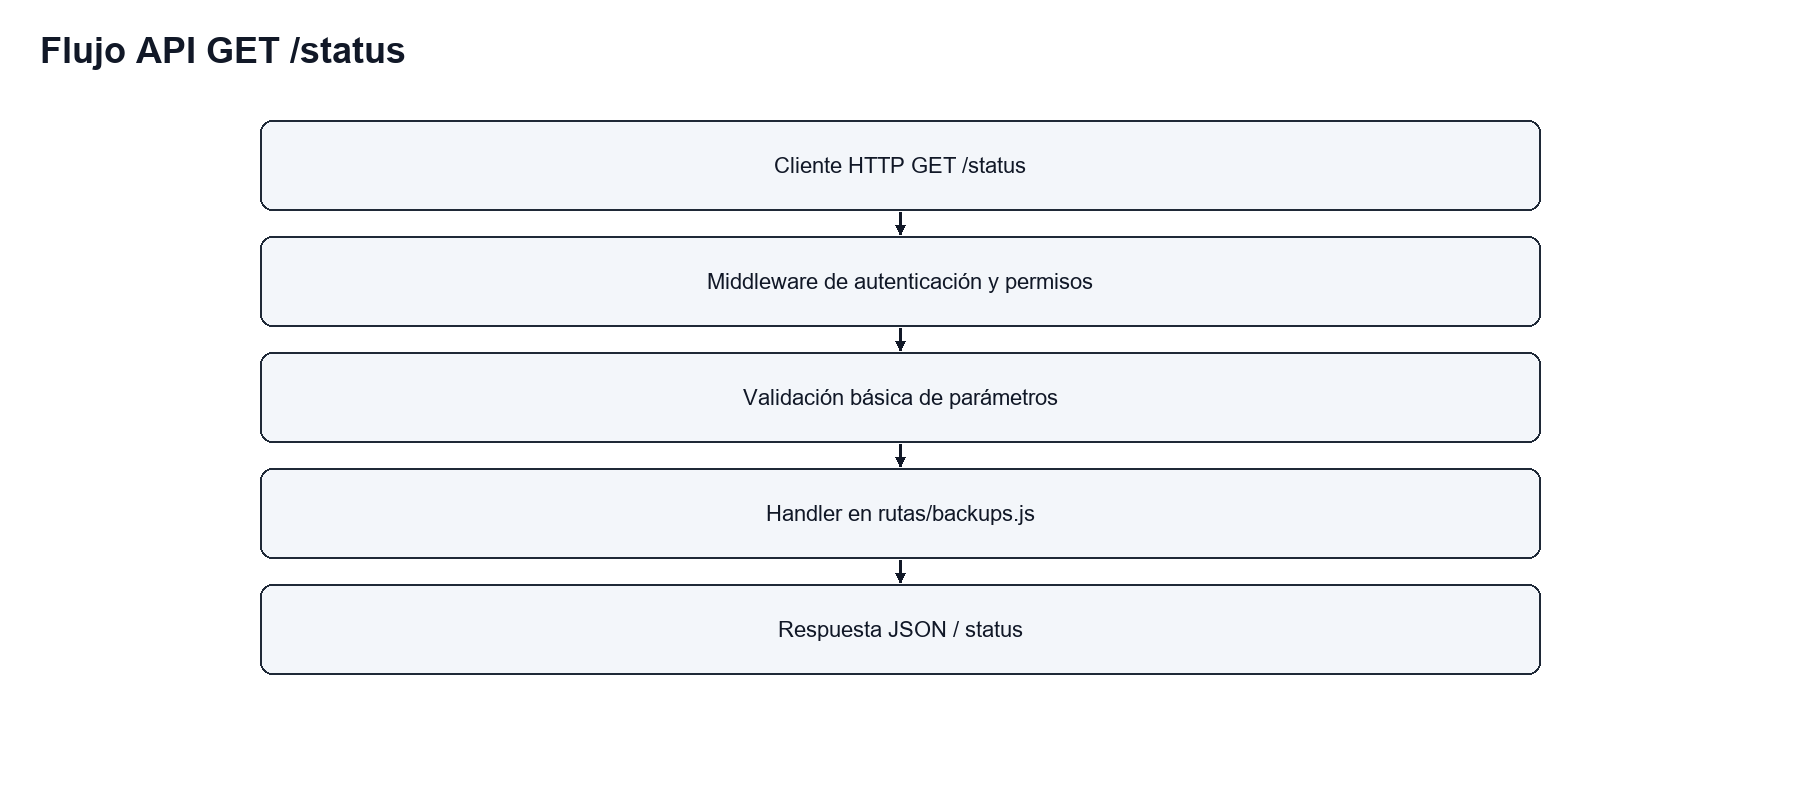 Flujo API GET /status
Cliente HTTP GET /status
Middleware de autenticación y permisos
Validación básica de parámetros
Handler en rutas/backups.js
Respuesta JSON / status